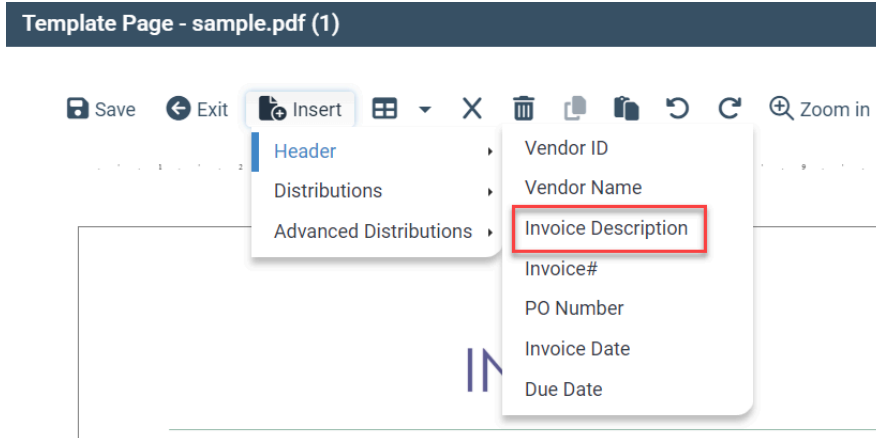 Template Page - sample.pdf (1)
Save Exit Insert Zoom in
Header
Distributions
Advanced Distributions
Vendor ID
Vendor Name
Invoice Description
Invoice#
PO Number
Invoice Date
Due Date